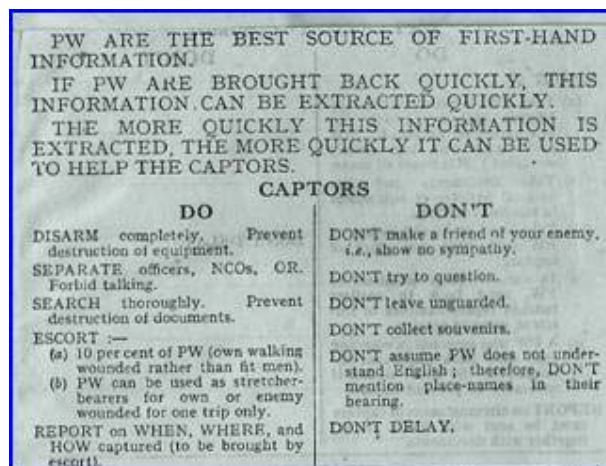 PW ARE THE BEST SOURCE OF FIRST-HAND
INFORMATION.
IF PW ARE BROUGHT BACK QUICKLY, THIS
INFORMATION CAN BE EXTRACTED QUICKLY.
THE MORE QUICKLY THIS INFORMATION IS
EXTRACTED, THE MORE QUICKLY IT CAN BE USED
TO HELP THE CAPTORS.
CAPTORS
DO
DISARM completely. Prevent
destruction of equipment.
SEPARATE officers, NCOs, OR.
Forbid talking.
SEARCH thoroughly. Prevent
destruction of documents.
ESCORT :—
(a) 10 per cent of PW (own walking
wounded rather than fit men).
(b) PW can be used as stretcher-
bearers for own or enemy
wounded for one trip only.
REPORT on WHEN, WHERE, and
HOW captured (to be brought by
escort).
DON'T
DON'T make a friend of your enemy,
i.e., show no sympathy.
DON'T try to question.
DON'T leave unguarded.
DON'T collect souvenirs.
DON'T assume PW does not under-
stand English ; therefore, DON'T
mention place-names in their
hearing.
DON'T DELAY.